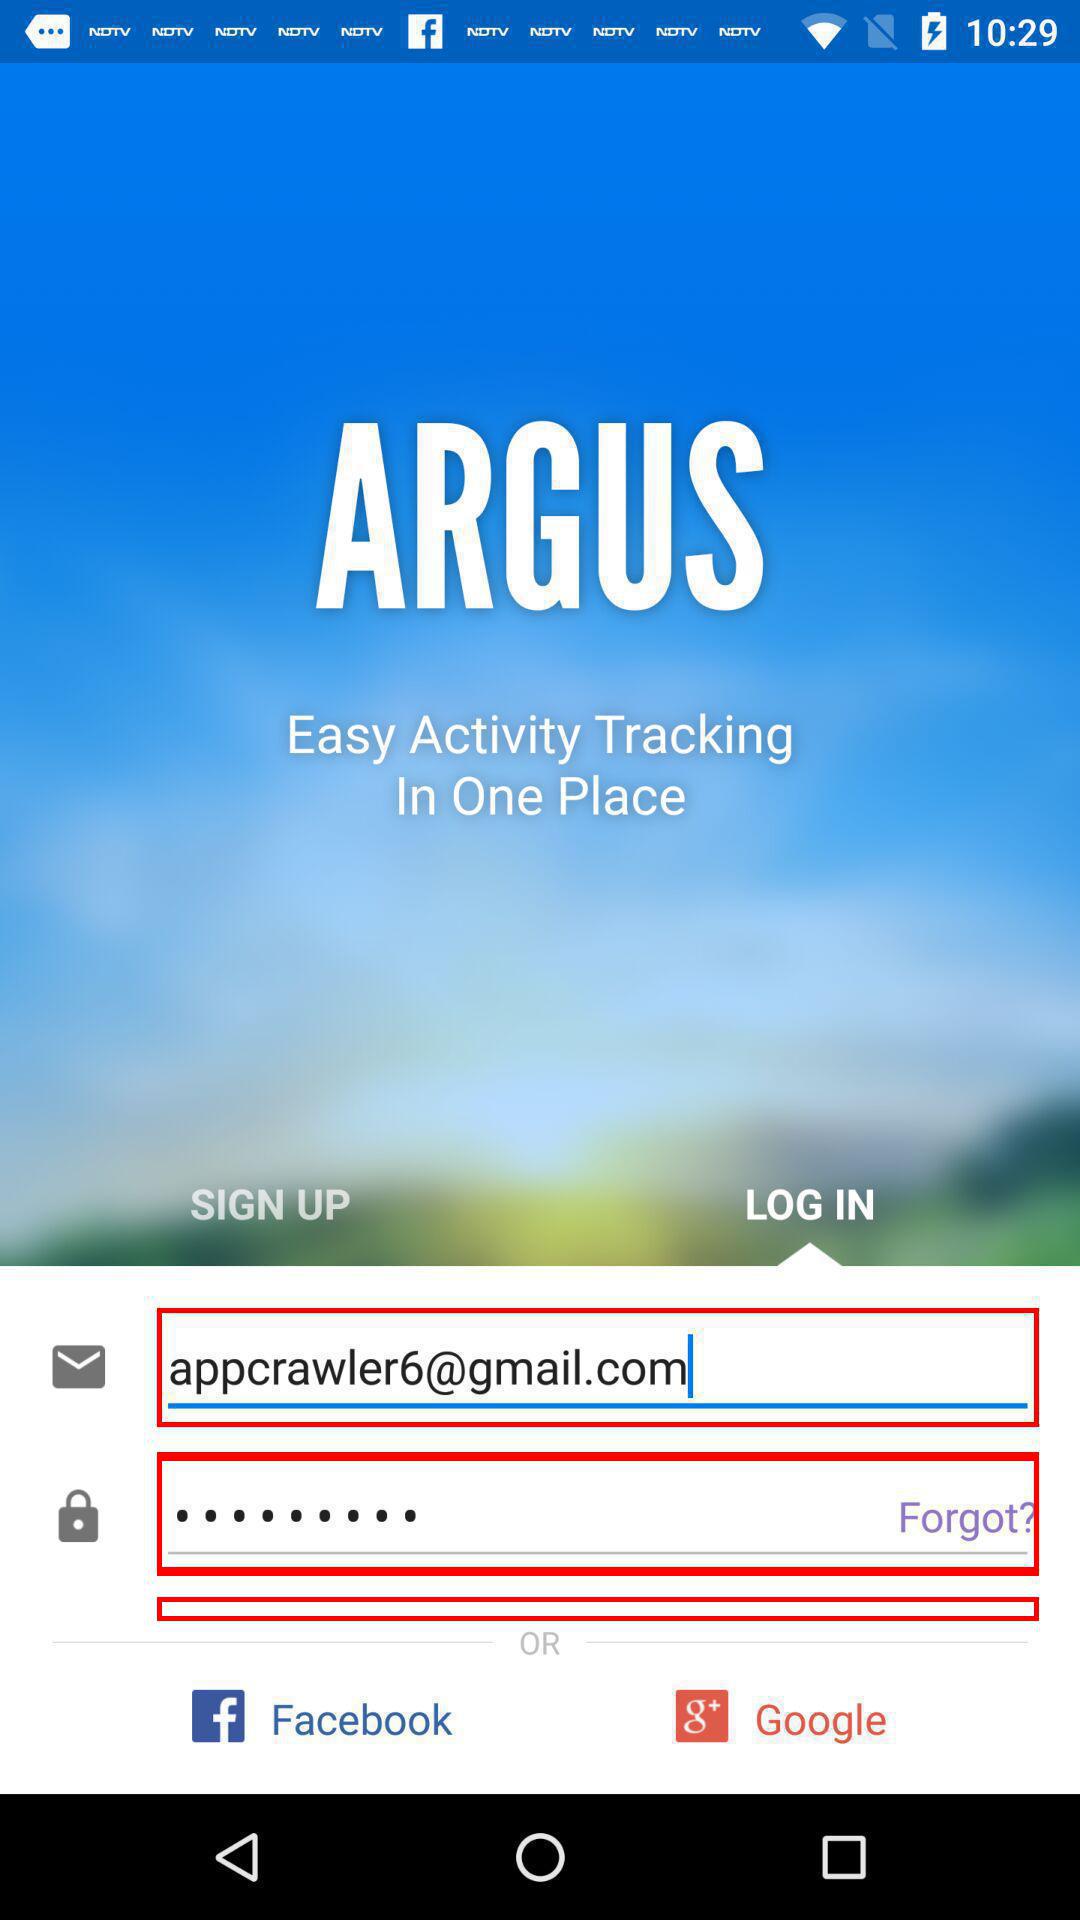 NDTV NDTV NDTV NDTV NDTV NDTV NDTV NDTV NDTV NDTV 10:29
ARGUS
Easy Activity Tracking
In One Place
SIGN UP LOG IN
appcrawler6@gmail.com
Forgot?
OR
Facebook g+ Google